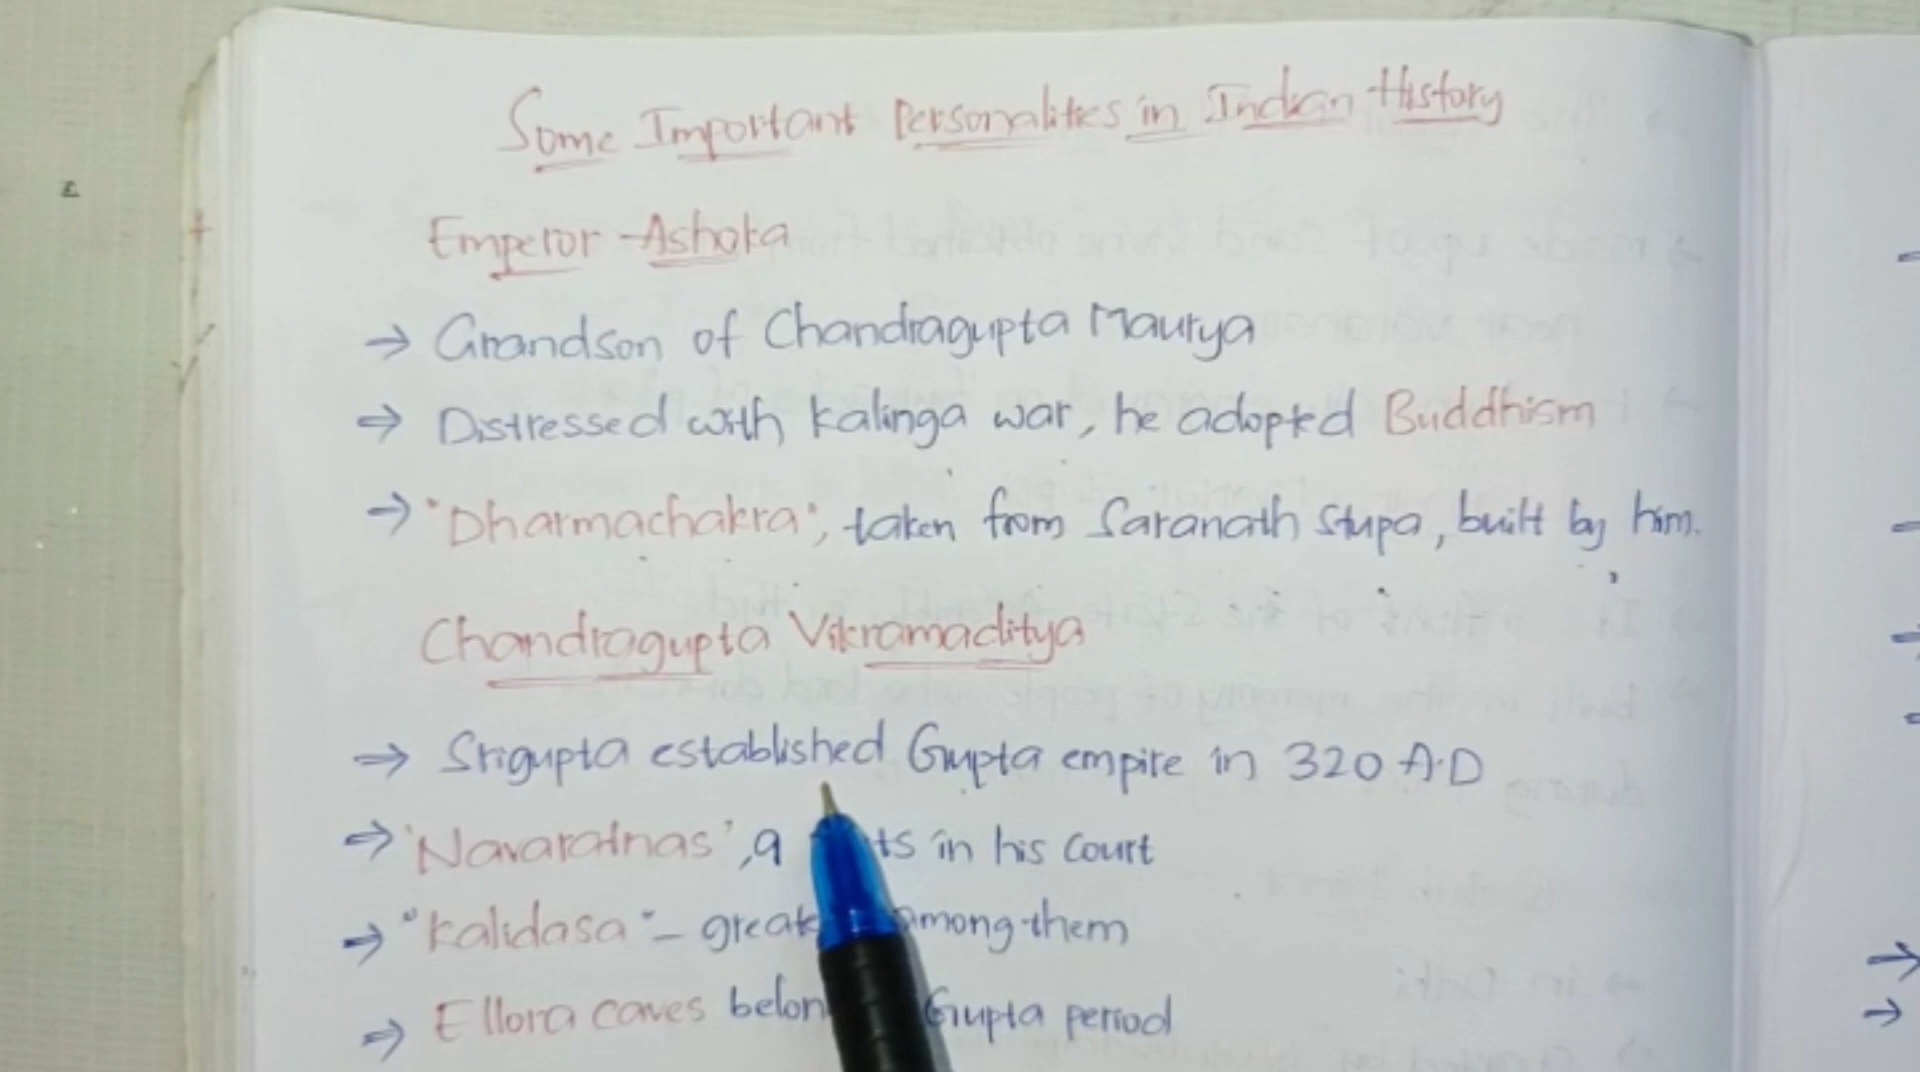 Some Important Personalities in Indian History
Emperor Ashoka
→ Grandson of Chandragupta Maurya
→ Distressed with Kalinga war, he adopted Buddhism
→ "Dharmachakra", taken from Saranath Stupa, built by him.
Chandragupta Vikramaditya
→ Srigupta established Gupta empire in 320 A.D
→ 'Navaratnas', 9 in his court
→ "Kalidasa" - among them
→ Ellora caves Gupta period